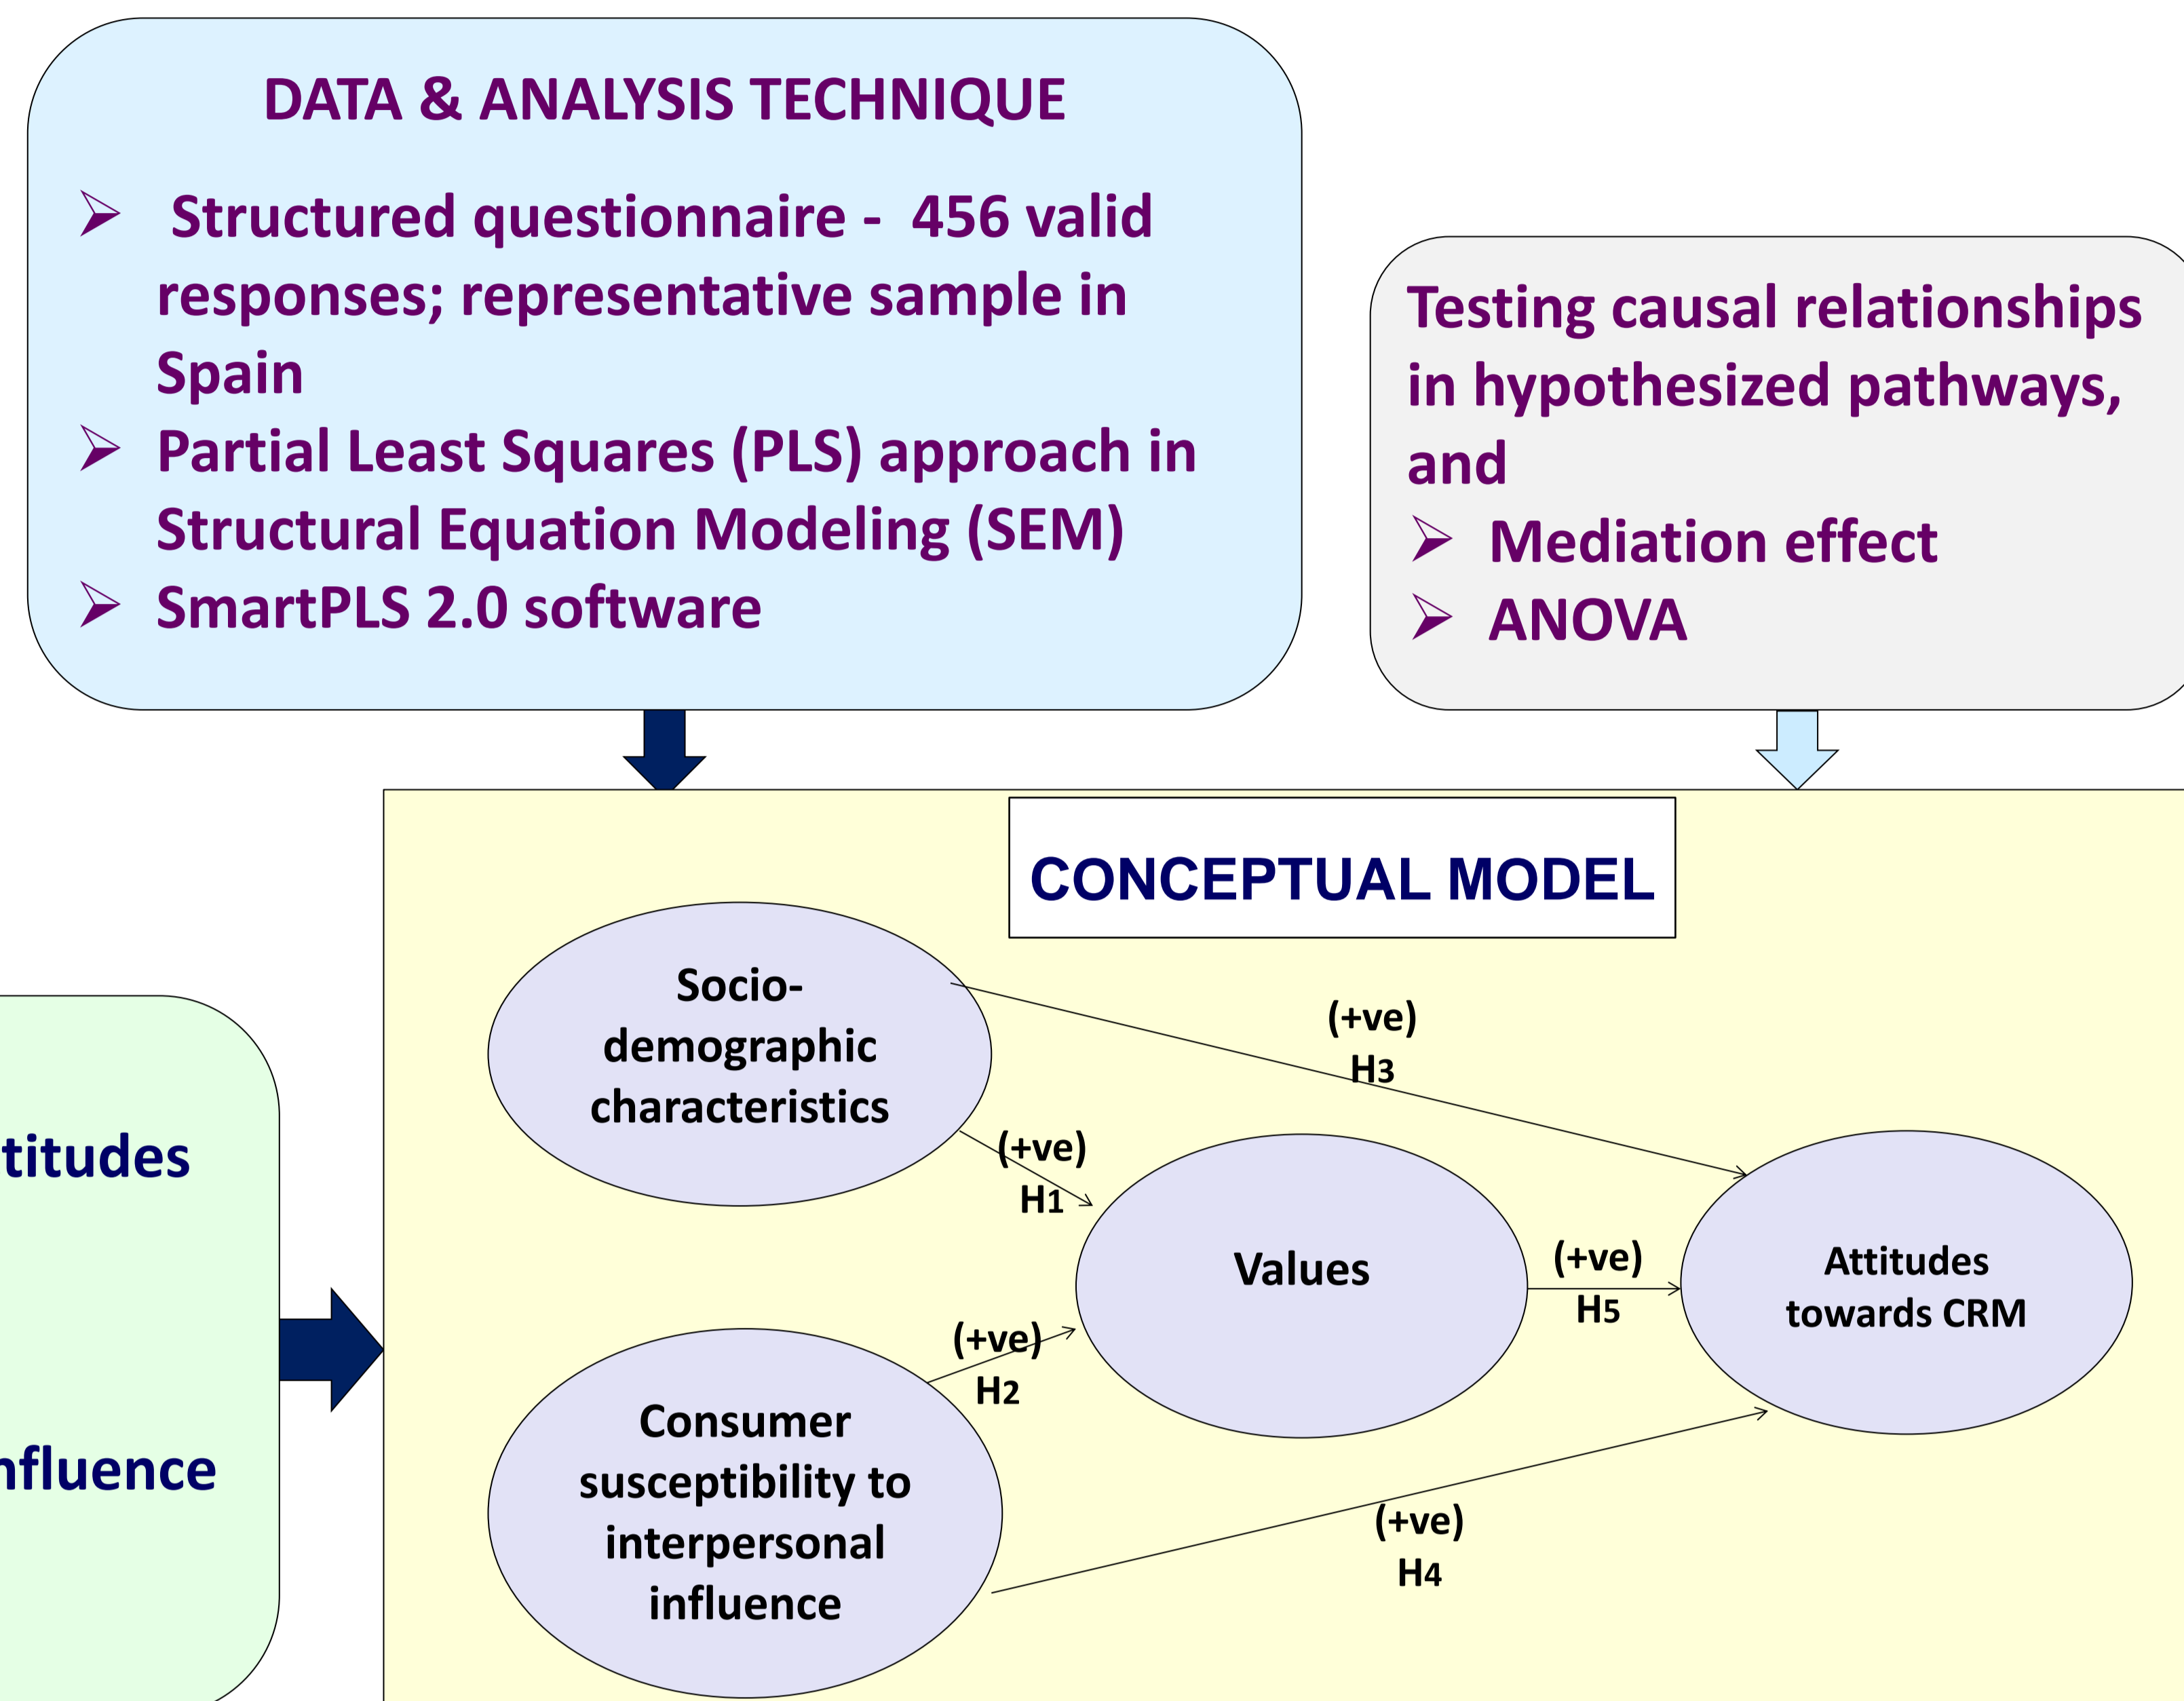 DATA & ANALYSIS TECHNIQUE
Structured questionnaire - 456 valid
responses; representative sample in
Spain
Partial Least Squares (PLS) approach in
Structural Equation Modeling (SEM)
SmartPLS 2.0 software
Testing causal relationships
in hypothesized pathways,
and
Mediation effect
ANOVA
CONCEPTUAL MODEL
Socio-
demographic
characteristics
(+ve)
H3
(+ve)
H1
Values
(+ve)
H5
Attitudes
towards CRM
(+ve)
H2
Consumer
susceptibility to
interpersonal
influence
(+ve)
H4
titudes
nfluence